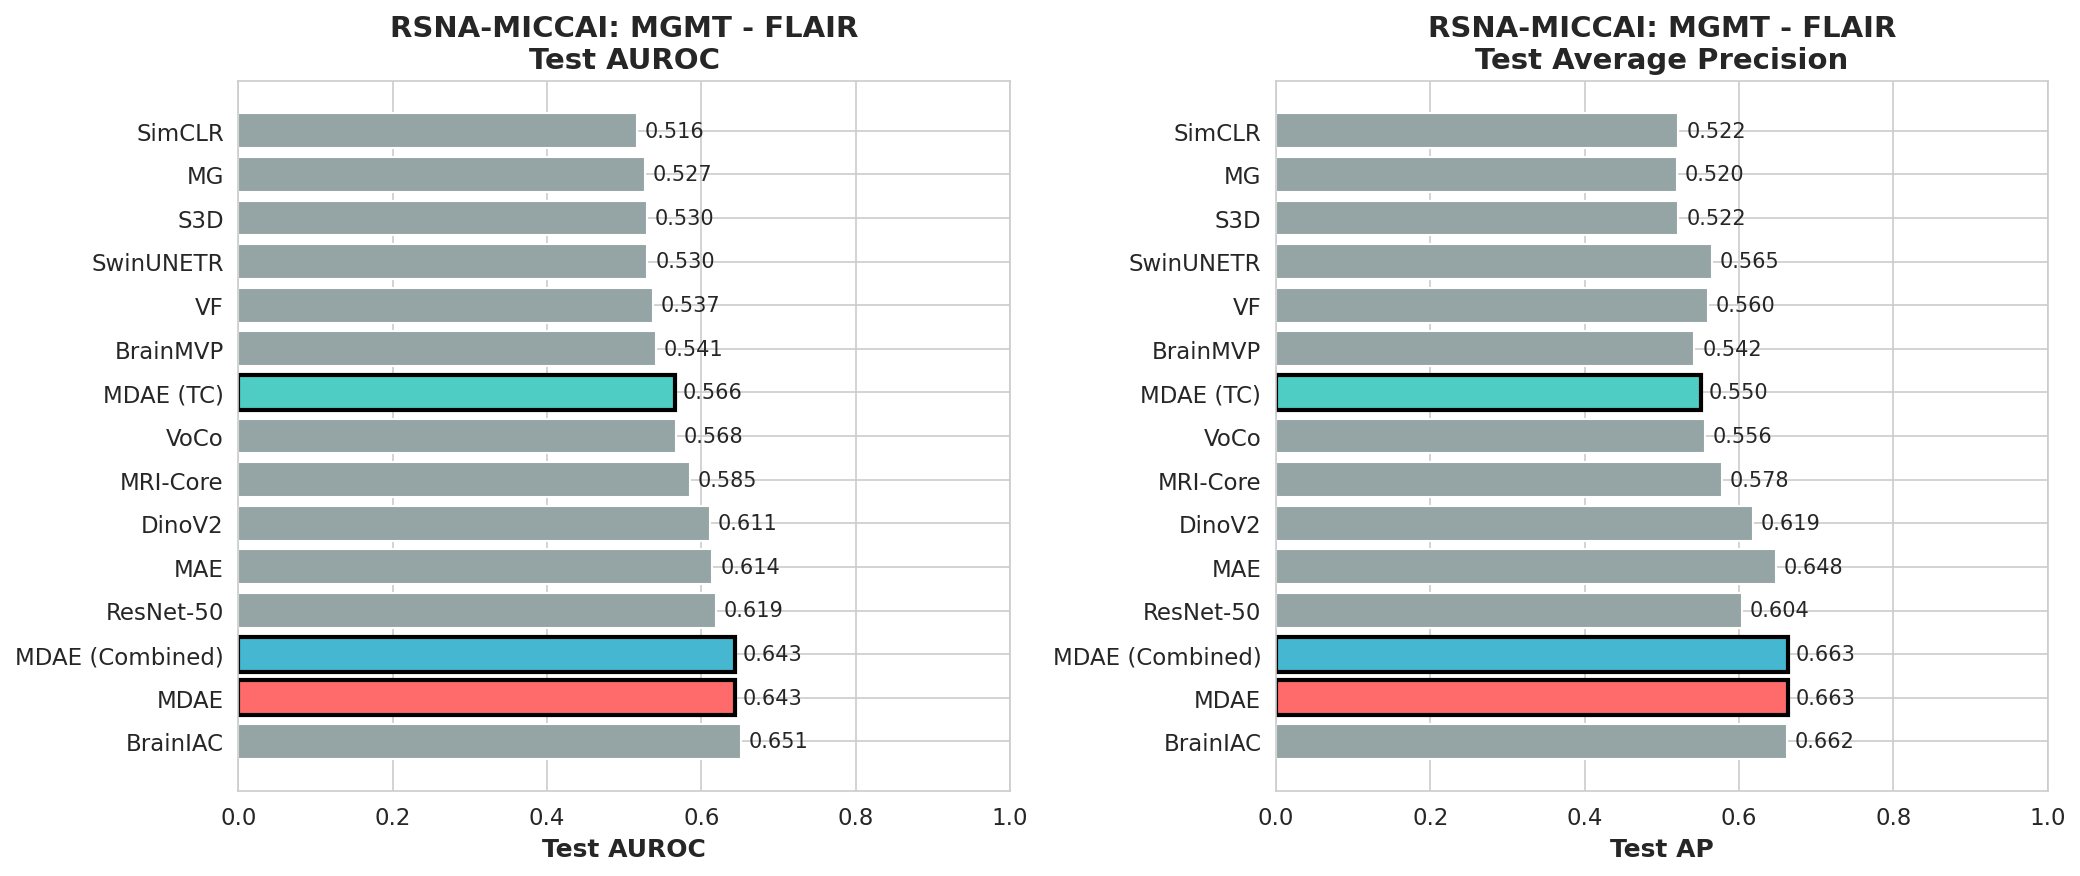 RSNA-MICCAI: MGMT - FLAIR
Test AUROC
SimCLR 0.516
MG 0.527
S3D 0.530
SwinUNETR 0.530
VF 0.537
BrainMVP 0.541
MDAE (TC) 0.566
VoCo 0.568
MRI-Core 0.585
DinoV2 0.611
MAE 0.614
ResNet-50 0.619
MDAE (Combined) 0.643
MDAE 0.643
BrainIAC 0.651
0.0 0.2 0.4 0.6 0.8 1.0
Test AUROC
RSNA-MICCAI: MGMT - FLAIR
Test Average Precision
SimCLR 0.522
MG 0.520
S3D 0.522
SwinUNETR 0.565
VF 0.560
BrainMVP 0.542
MDAE (TC) 0.550
VoCo 0.556
MRI-Core 0.578
DinoV2 0.619
MAE 0.648
ResNet-50 0.604
MDAE (Combined) 0.663
MDAE 0.663
BrainIAC 0.662
0.0 0.2 0.4 0.6 0.8 1.0
Test AP